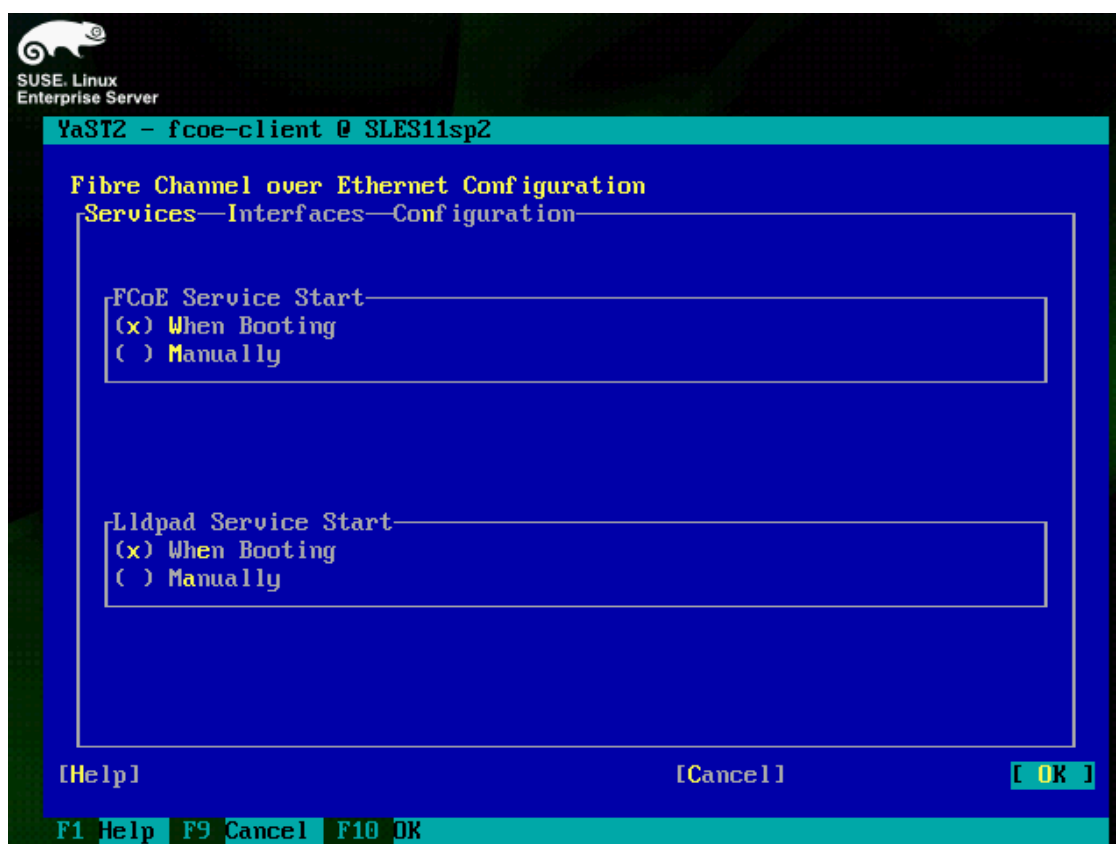 SUSE. Linux
Enterprise Server
YaST2 - fcoe-client @ SLES11sp2
Fibre Channel over Ethernet Configuration
Services—Interfaces—Configuration
FCoE Service Start
(x) When Booting
( ) Manually
Lldpad Service Start
(x) When Booting
( ) Manually
[Help] [Cancel] [ OK ]
F1 Help F9 Cancel F10 OK